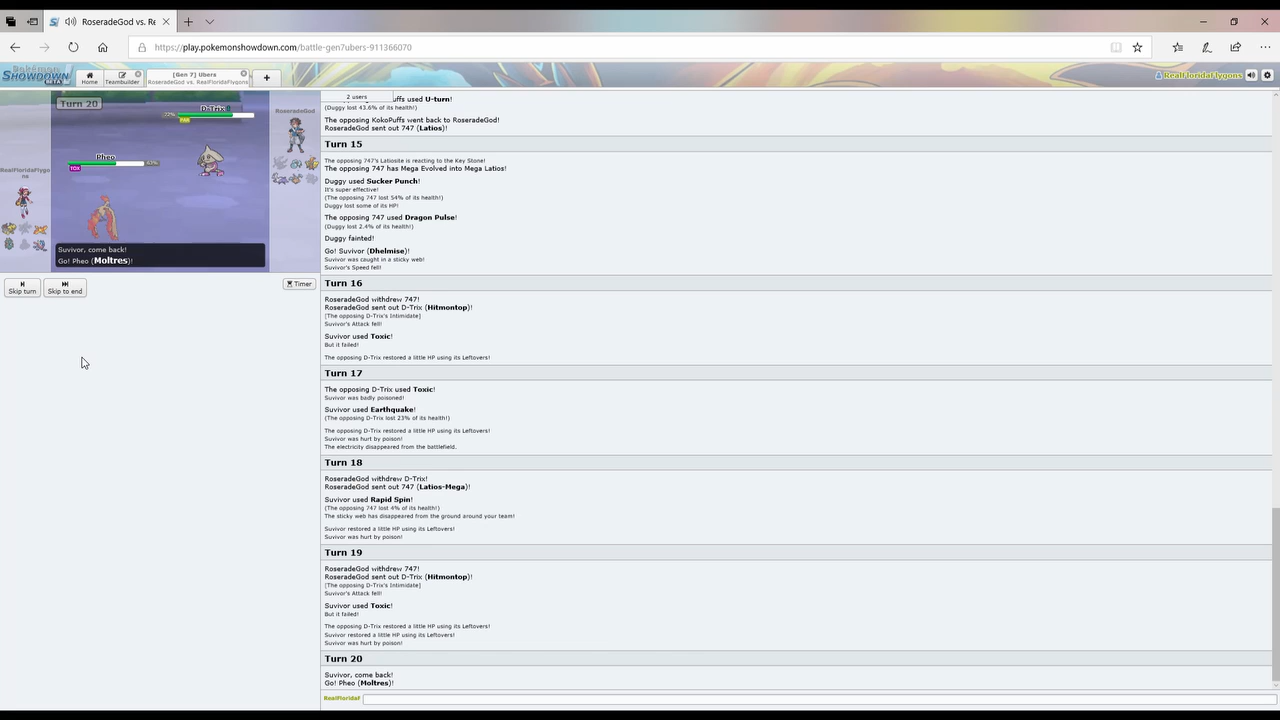 RoseradeGod vs. Re
https://play.pokemonshowdown.com/battle-gen7ubers-911366070
Pokémon
SHOWDOWN
BETA
Home
Teambuilder
[Gen 7] Ubers
RoseradeGod vs. RealFloridaFlygons
+
RealFloridaFlygons
Turn 20
D-Trix
PAR
Pheo
TOX
RoseradeGod
RealFloridaFlygo
ns
Suvivor, come back!
Go! Pheo (Moltres)!
Skip turn
Skip to end
Timer
2 users
used U-turn!
(Duggy lost 43.6% of its health!)
The opposing KokoPuffs went back to RoseradeGod!
RoseradeGod sent out 747 (Latios)!
Turn 15
The opposing 747's Latiosite is reacting to the Key Stone!
The opposing 747 has Mega Evolved into Mega Latios!
Duggy used Sucker Punch!
It's super effective!
(The opposing 747 lost 54% of its health!)
Duggy lost some of its HP!
The opposing 747 used Dragon Pulse!
(Duggy lost 2.4% of its health!)
Duggy fainted!
Go! Suvivor (Dhelmise)!
Suvivor was caught in a sticky web!
Suvivor's Speed fell!
Turn 16
RoseradeGod withdrew 747!
RoseradeGod sent out D-Trix (Hitmontop)!
[The opposing D-Trix's Intimidate]
Suvivor's Attack fell!
Suvivor used Toxic!
But it failed!
The opposing D-Trix restored a little HP using its Leftovers!
Turn 17
The opposing D-Trix used Toxic!
Suvivor was badly poisoned!
Suvivor used Earthquake!
(The opposing D-Trix lost 23% of its health!)
The opposing D-Trix restored a little HP using its Leftovers!
Suvivor was hurt by poison!
The electricity disappeared from the battlefield.
Turn 18
RoseradeGod withdrew D-Trix!
RoseradeGod sent out 747 (Latios-Mega)!
Suvivor used Rapid Spin!
(The opposing 747 lost 4% of its health!)
The sticky web has disappeared from the ground around your team!
Suvivor restored a little HP using its Leftovers!
Suvivor was hurt by poison!
Turn 19
RoseradeGod withdrew 747!
RoseradeGod sent out D-Trix (Hitmontop)!
[The opposing D-Trix's Intimidate]
Suvivor's Attack fell!
Suvivor used Toxic!
But it failed!
The opposing D-Trix restored a little HP using its Leftovers!
Suvivor restored a little HP using its Leftovers!
Suvivor was hurt by poison!
Turn 20
Suvivor, come back!
Go! Pheo (Moltres)!
RealFloridaF